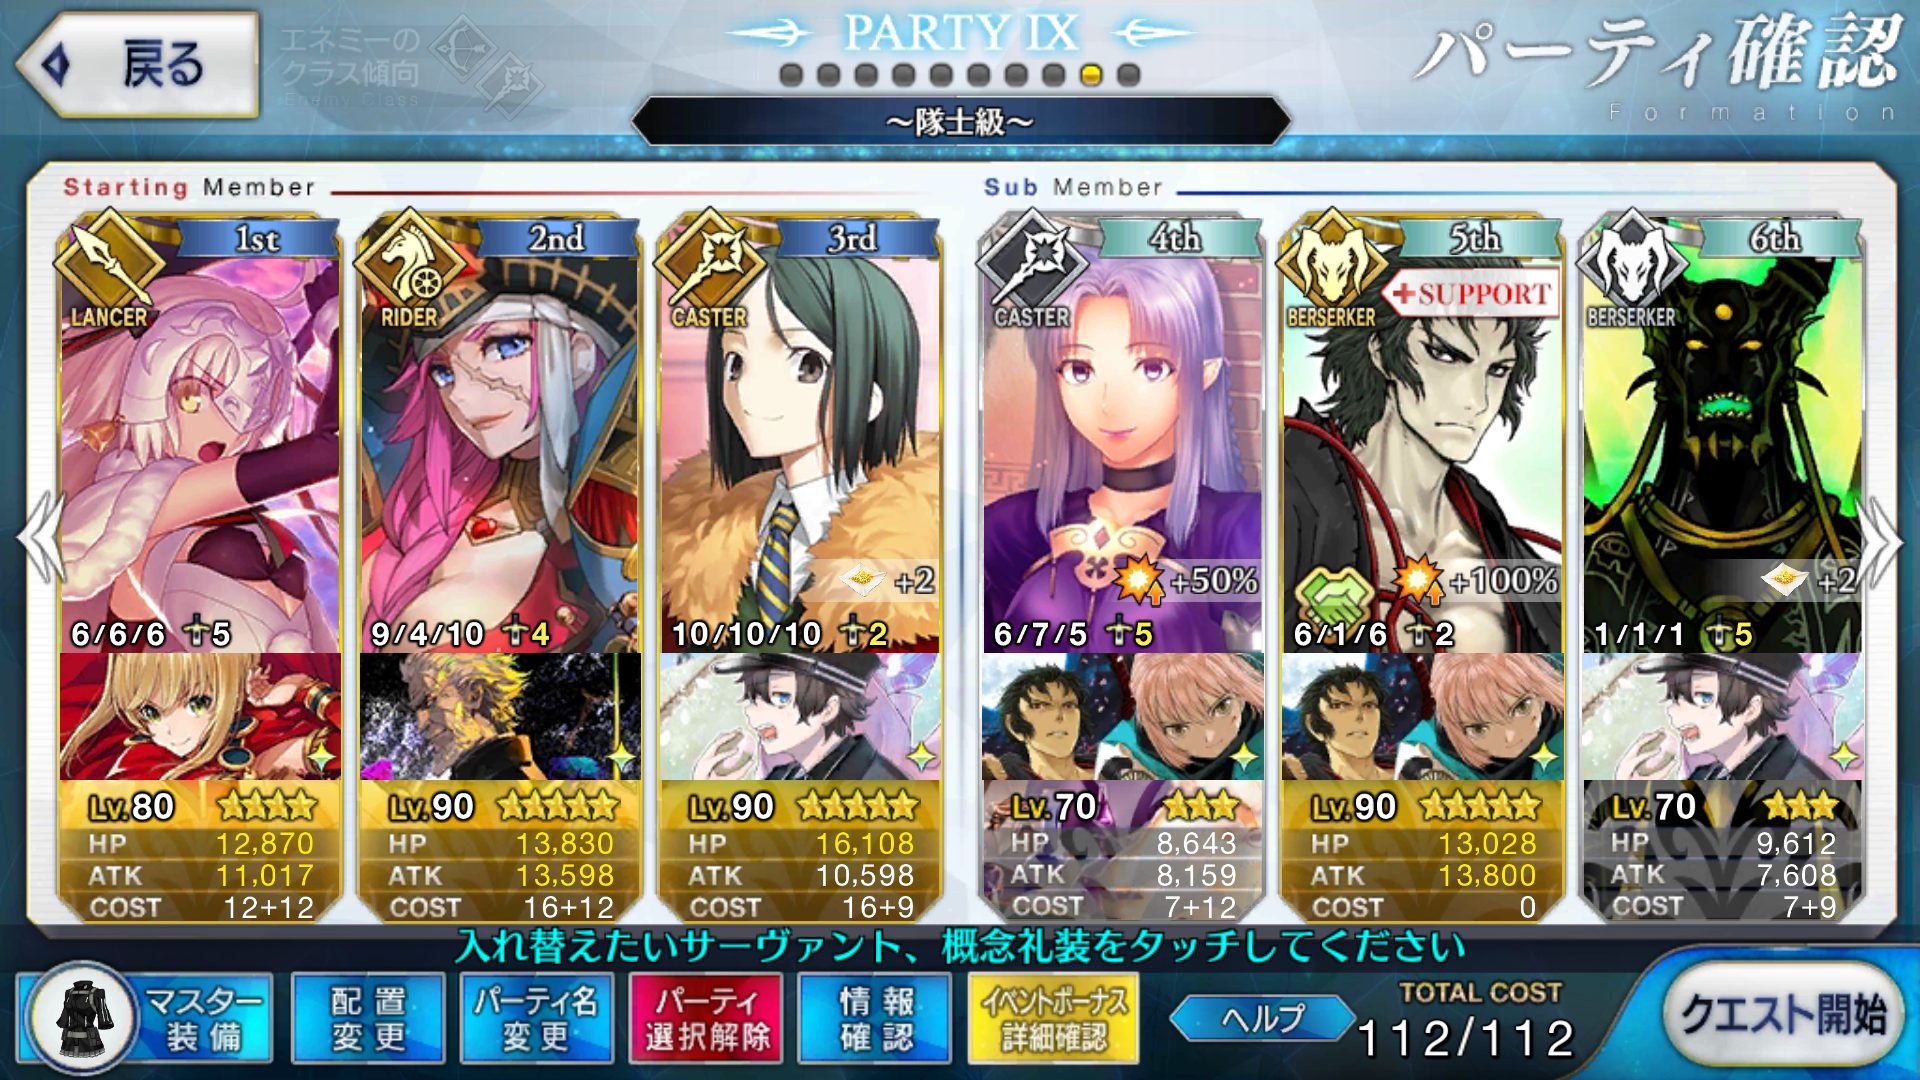 戻る
エネミーの
クラス傾向
Enemy Class
PARTY IX
～隊士級～
パーティ確認
Formation
Starting Member
Sub Member
1st
LANCER
6/6/6 5
Lv.80
HP 12,870
ATK 11,017
COST 12+12
2nd
RIDER
9/4/10 4
Lv.90
HP 13,830
ATK 13,598
COST 16+12
3rd
CASTER
+2
10/10/10 2
Lv.90
HP 16,108
ATK 10,598
COST 16+9
4th
CASTER
+50%
6/7/5 5
Lv.70
HP 8,643
ATK 8,159
COST 7+12
5th
+SUPPORT
BERSERKER
+100%
6/1/6 2
Lv.90
HP 13,028
ATK 13,800
COST 0
6th
BERSERKER
+2
1/1/1 5
Lv.70
HP 9,612
ATK 7,608
COST 7+9
入れ替えたいサーヴァント、概念礼装をタッチしてください
マスター
装備
配置
変更
パーティ名
変更
パーティ
選択解除
情報
確認
イベントボーナス
詳細確認
ヘルプ
TOTAL COST
112/112
クエスト開始